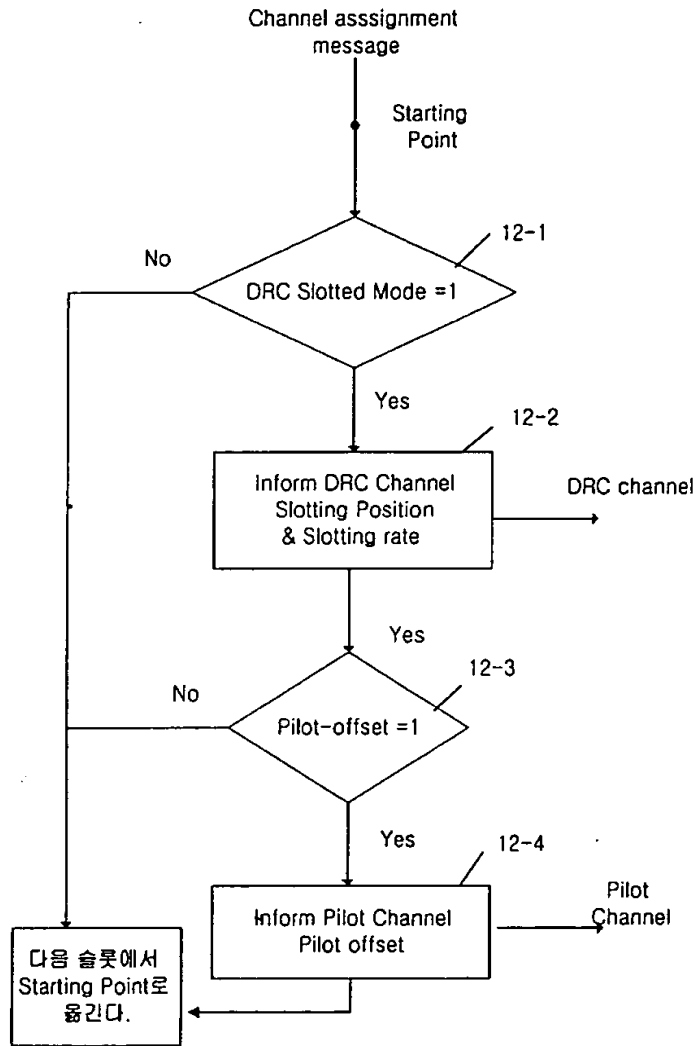 Channel asssignment
message
Starting
Point
12-1
No
DRC Slotted Mode =1
Yes
12-2
Inform DRC Channel
Slotting Position
& Slotting rate
DRC channel
Yes
12-3
No
Pilot-offset =1
Yes
12-4
Inform Pilot Channel
Pilot offset
Pilot
Channel
다음 슬롯에서
Starting Point로
옮긴다.